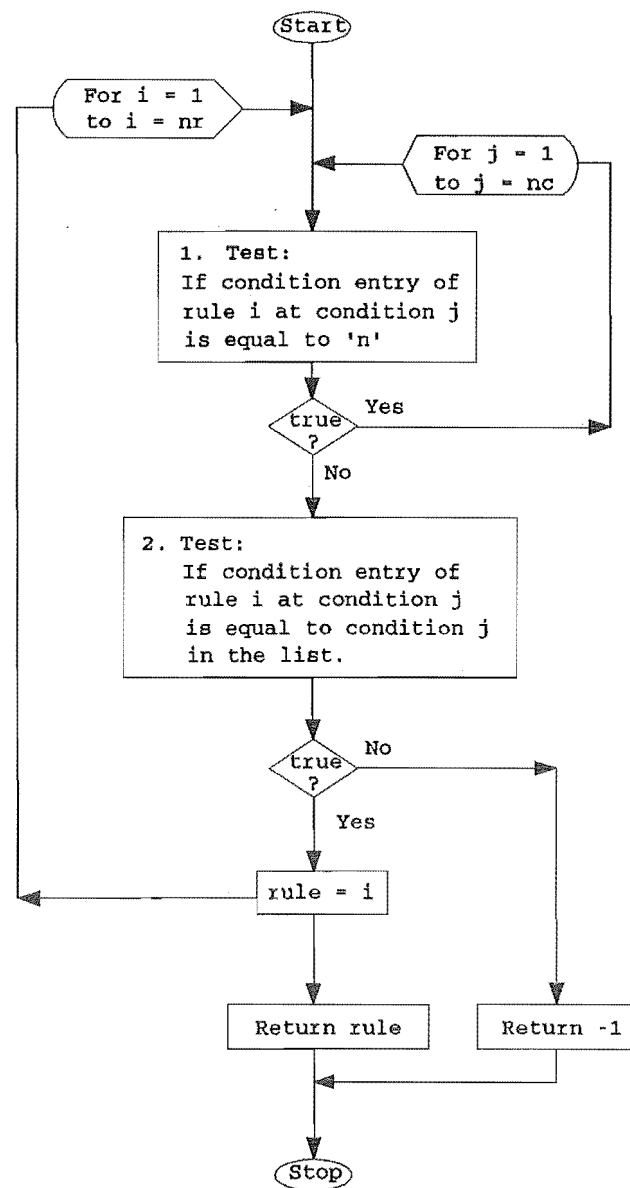 Start
For i = 1
to i = nr
For j = 1
to j = nc
1. Test:
If condition entry of
rule i at condition j
is equal to 'n'
true
?
Yes
No
2. Test:
If condition entry of
rule i at condition j
is equal to condition j
in the list.
true
?
No
Yes
rule = i
Return rule
Return -1
Stop